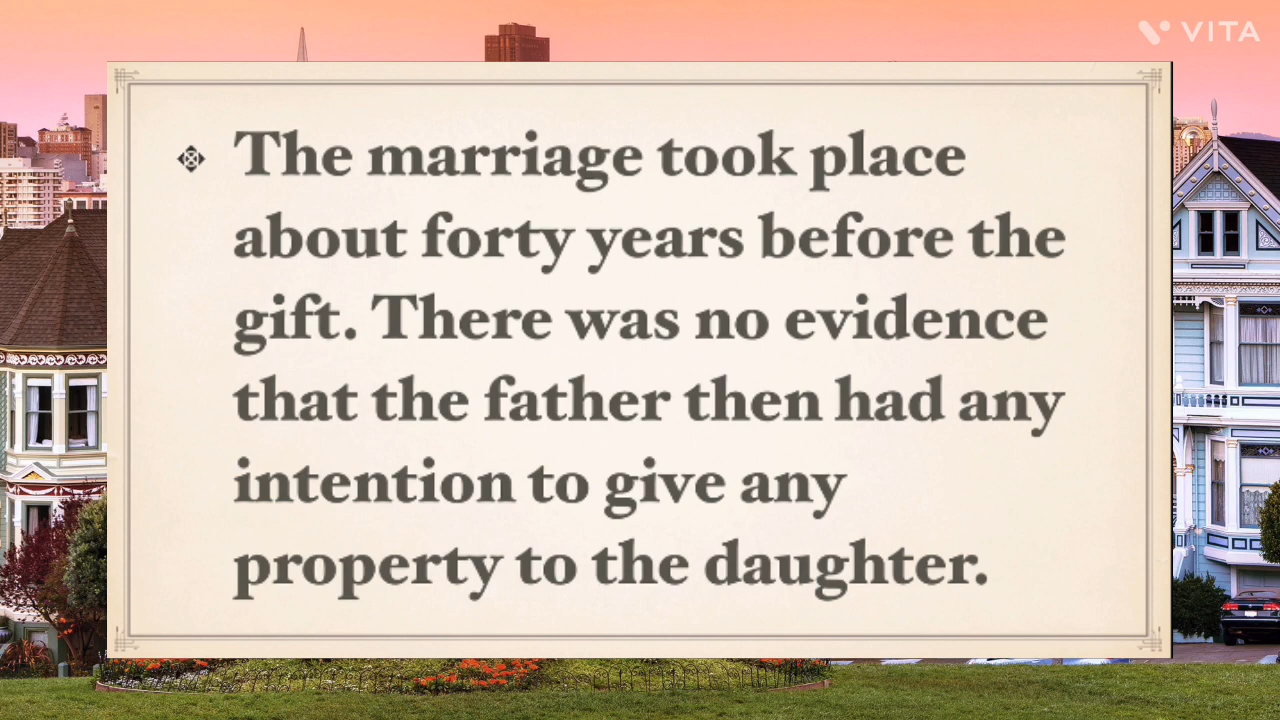 VITA
The marriage took place
about forty years before the
gift. There was no evidence
that the father then had any
intention to give any
property to the daughter.